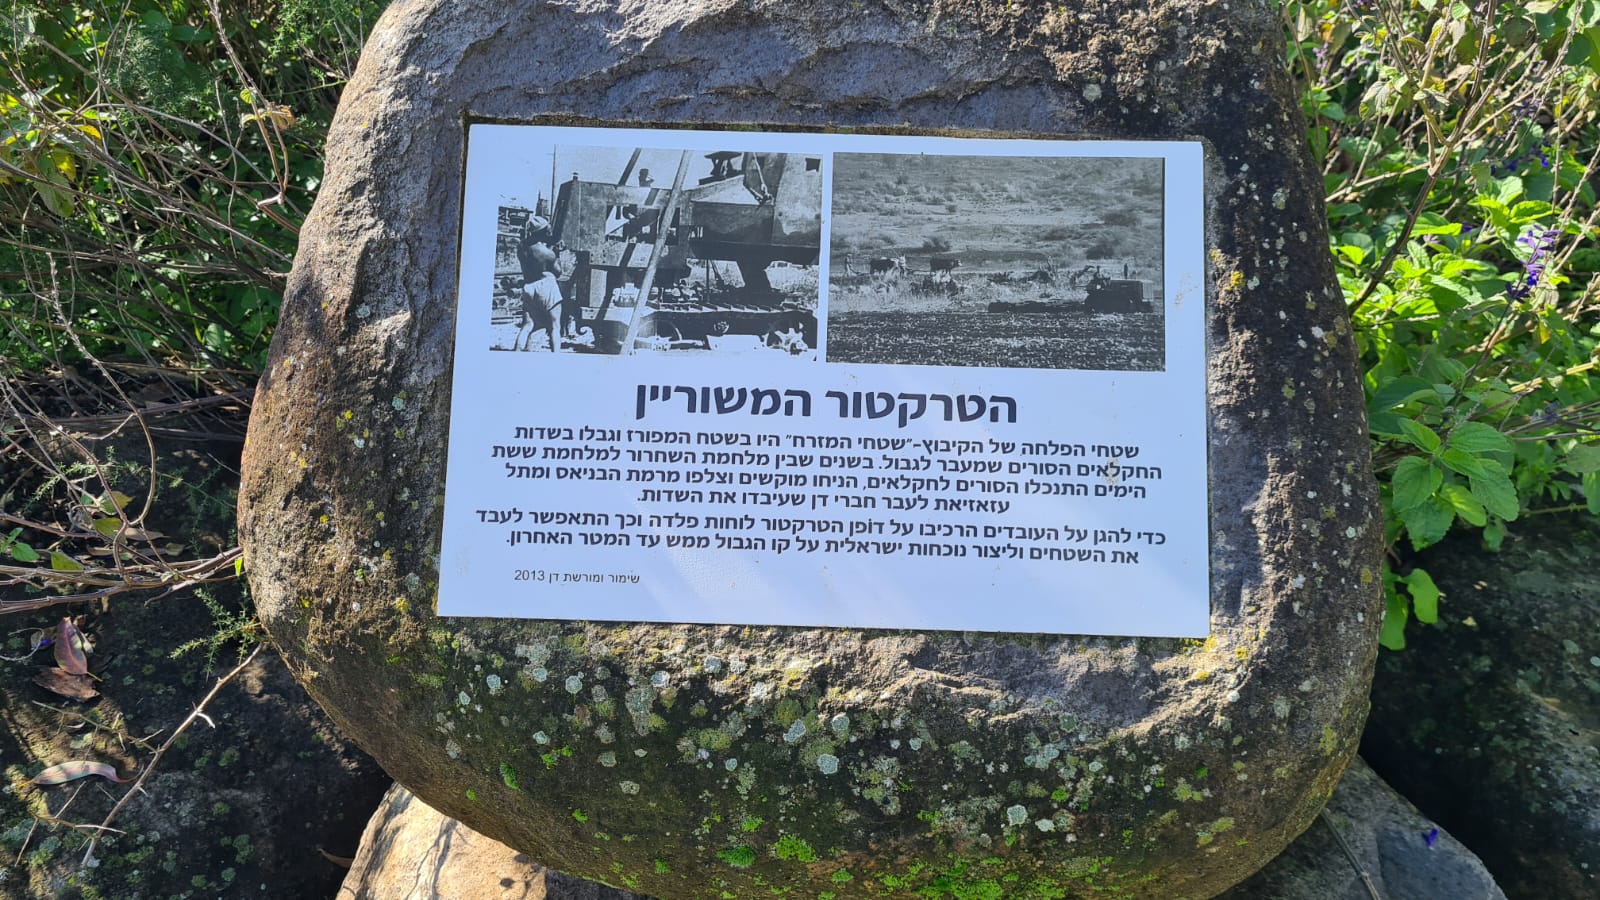 הטרקטור המשוריין
שטחי הפלחה של הקיבוץ-״שטחי המזרח״ היו בשטח המפורז וגבלו בשדות
החקלאים הסורים שמעבר לגבול. בשנים שבין מלחמת השחרור למלחמת ששת
הימים התנכלו הסורים לחקלאים, הניחו מוקשים וצלפו מרמת הבניאס ומתל
עזאזיאת לעבר חברי דן שעיבדו את השדות.
כדי להגן על העובדים הרכיבו על דופן הטרקטור לוחות פלדה וכך התאפשר לעבד
את השטחים וליצור נוכחות ישראלית על קו הגבול ממש עד המטר האחרון.
שימור ומורשת דן 2013